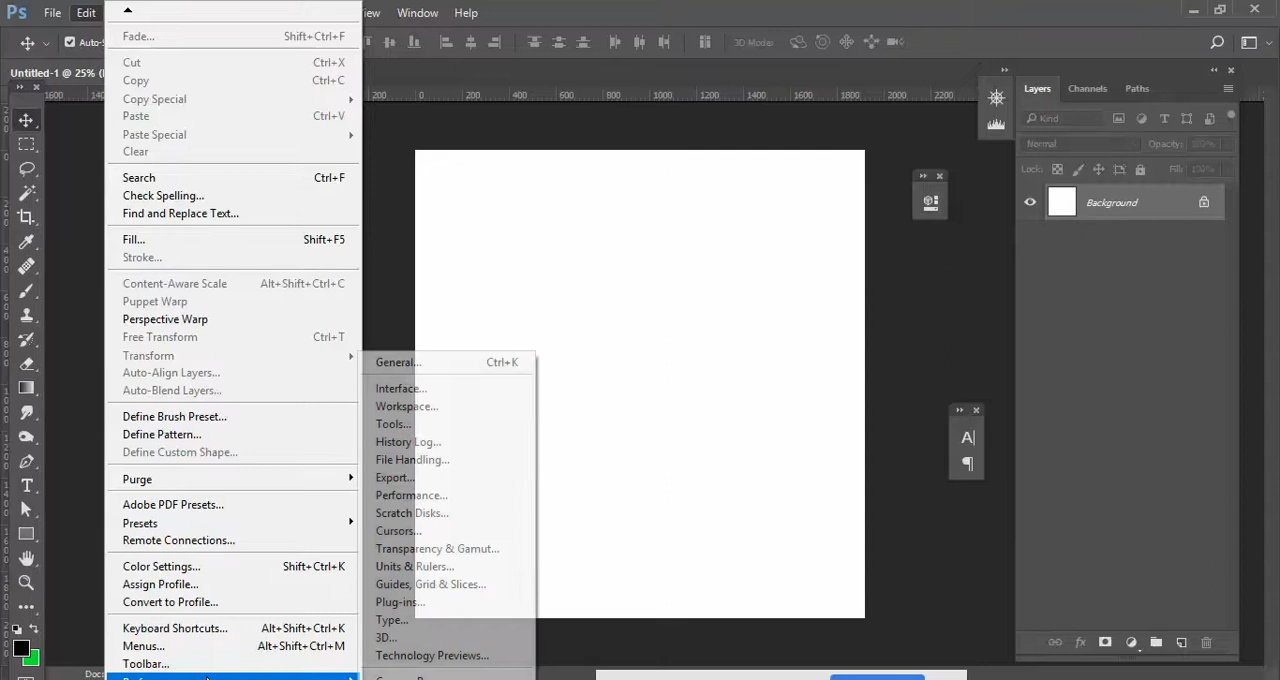 Ps File Edit iew Window Help
Auto-S 3D Mode:
Untitled-1 @ 25% (
1600 200 0 200 400 600 800 1000 1200 1400 1600 1800 2000 2200
Fade... Shift+Ctrl+F
Cut Ctrl+X
Copy Ctrl+C
Copy Special
Paste Ctrl+V
Paste Special
Clear
Search Ctrl+F
Check Spelling...
Find and Replace Text...
Fill... Shift+F5
Stroke...
Content-Aware Scale Alt+Shift+Ctrl+C
Puppet Warp
Perspective Warp
Free Transform Ctrl+T
Transform
Auto-Align Layers...
Auto-Blend Layers...
Define Brush Preset...
Define Pattern...
Define Custom Shape...
Purge
Adobe PDF Presets...
Presets
Remote Connections...
Color Settings... Shift+Ctrl+K
Assign Profile...
Convert to Profile...
Keyboard Shortcuts... Alt+Shift+Ctrl+K
Menus... Alt+Shift+Ctrl+M
Toolbar...
Doc
General... Ctrl+K
Interface...
Workspace...
Tools...
History Log...
File Handling...
Export...
Performance...
Scratch Disks...
Cursors...
Transparency & Gamut...
Units & Rulers...
Guides, Grid & Slices...
Plug-ins...
Type...
3D...
Technology Previews...
Layers Channels Paths
Kind
Normal Opacity: 100%
Lock: Fill: 100%
Background